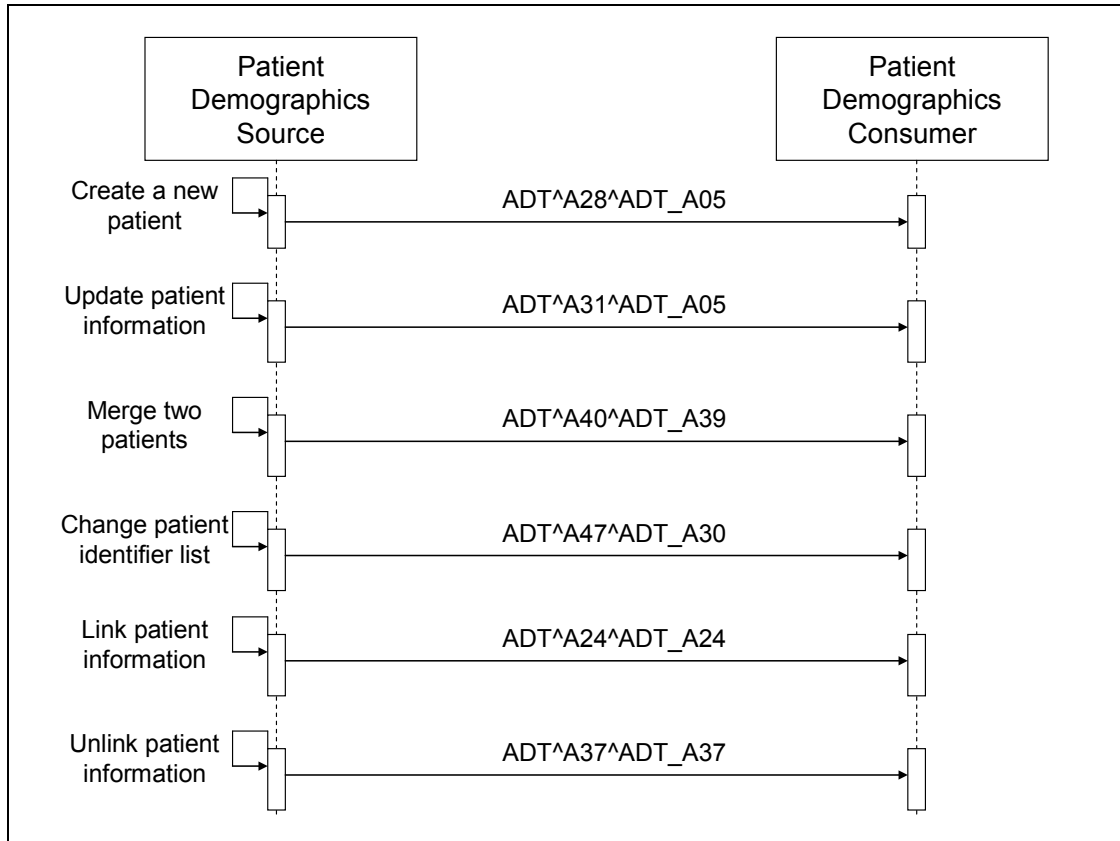 Patient
Demographics
Source
Patient
Demographics
Consumer
Create a new
patient
ADT^A28^ADT_A05
Update patient
information
ADT^A31^ADT_A05
Merge two
patients
ADT^A40^ADT_A39
Change patient
identifier list
ADT^A47^ADT_A30
Link patient
information
ADT^A24^ADT_A24
Unlink patient
information
ADT^A37^ADT_A37